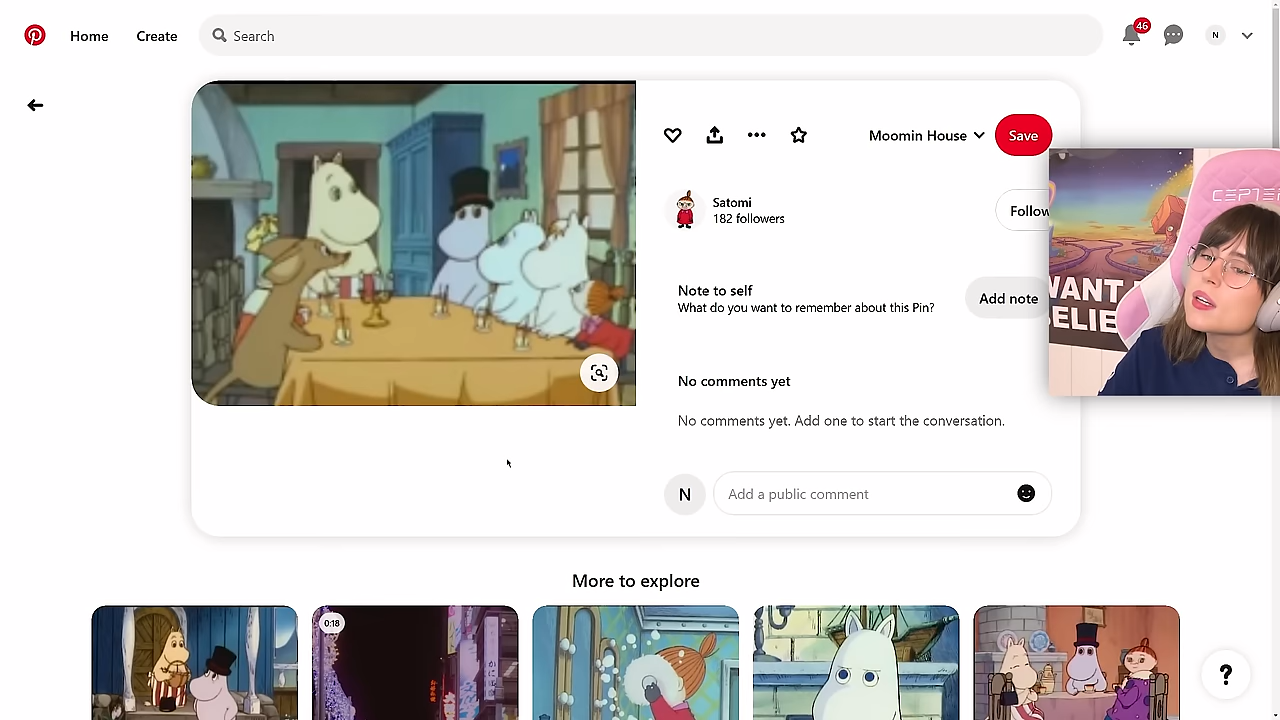 Home
Create
Search
46
N
Moomin House
Save
Satomi
182 followers
Follow
Note to self
What do you want to remember about this Pin?
Add note
No comments yet
No comments yet. Add one to start the conversation.
N
Add a public comment
More to explore
0:18
?